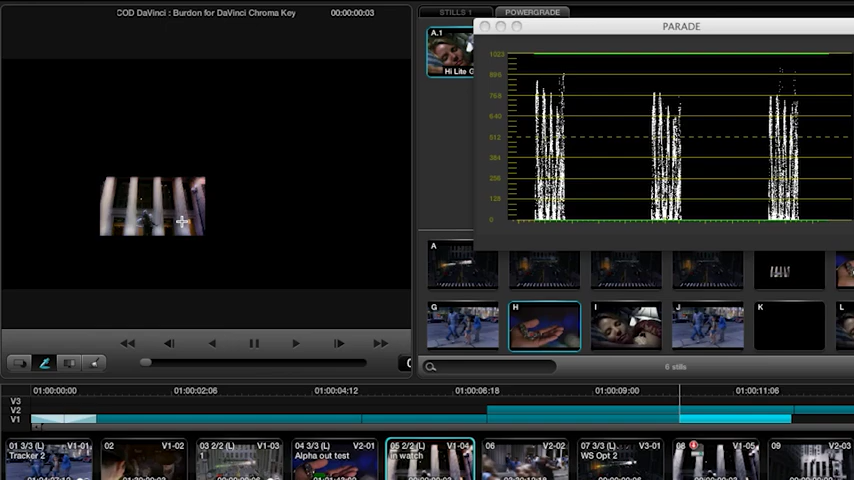 COD DaVinci : Burdon for DaVinci Chroma Key
00:00:00:03
STILLS 1
POWERGRADE
PARADE
A.1
Hi Lite G
1023
896
768
640
512
384
256
128
0
A
G
H
I
J
K
L
6 stills
01:00:00:00
01:00:02:06
01:00:04:12
01:00:06:18
01:00:09:00
01:00:11:06
V3
V2
V1
01 3/3 (L)
V1-01
Tracker 2
02
V1-02
03 2/2 (L)
V1-03
1
04 3/3 (L)
V2-01
Alpha out test
05 2/2 (L)
V1-04
in watch
06
V2-02
07 3/3 (L)
V3-01
WS Opt 2
08
V1-05
09
V2-03